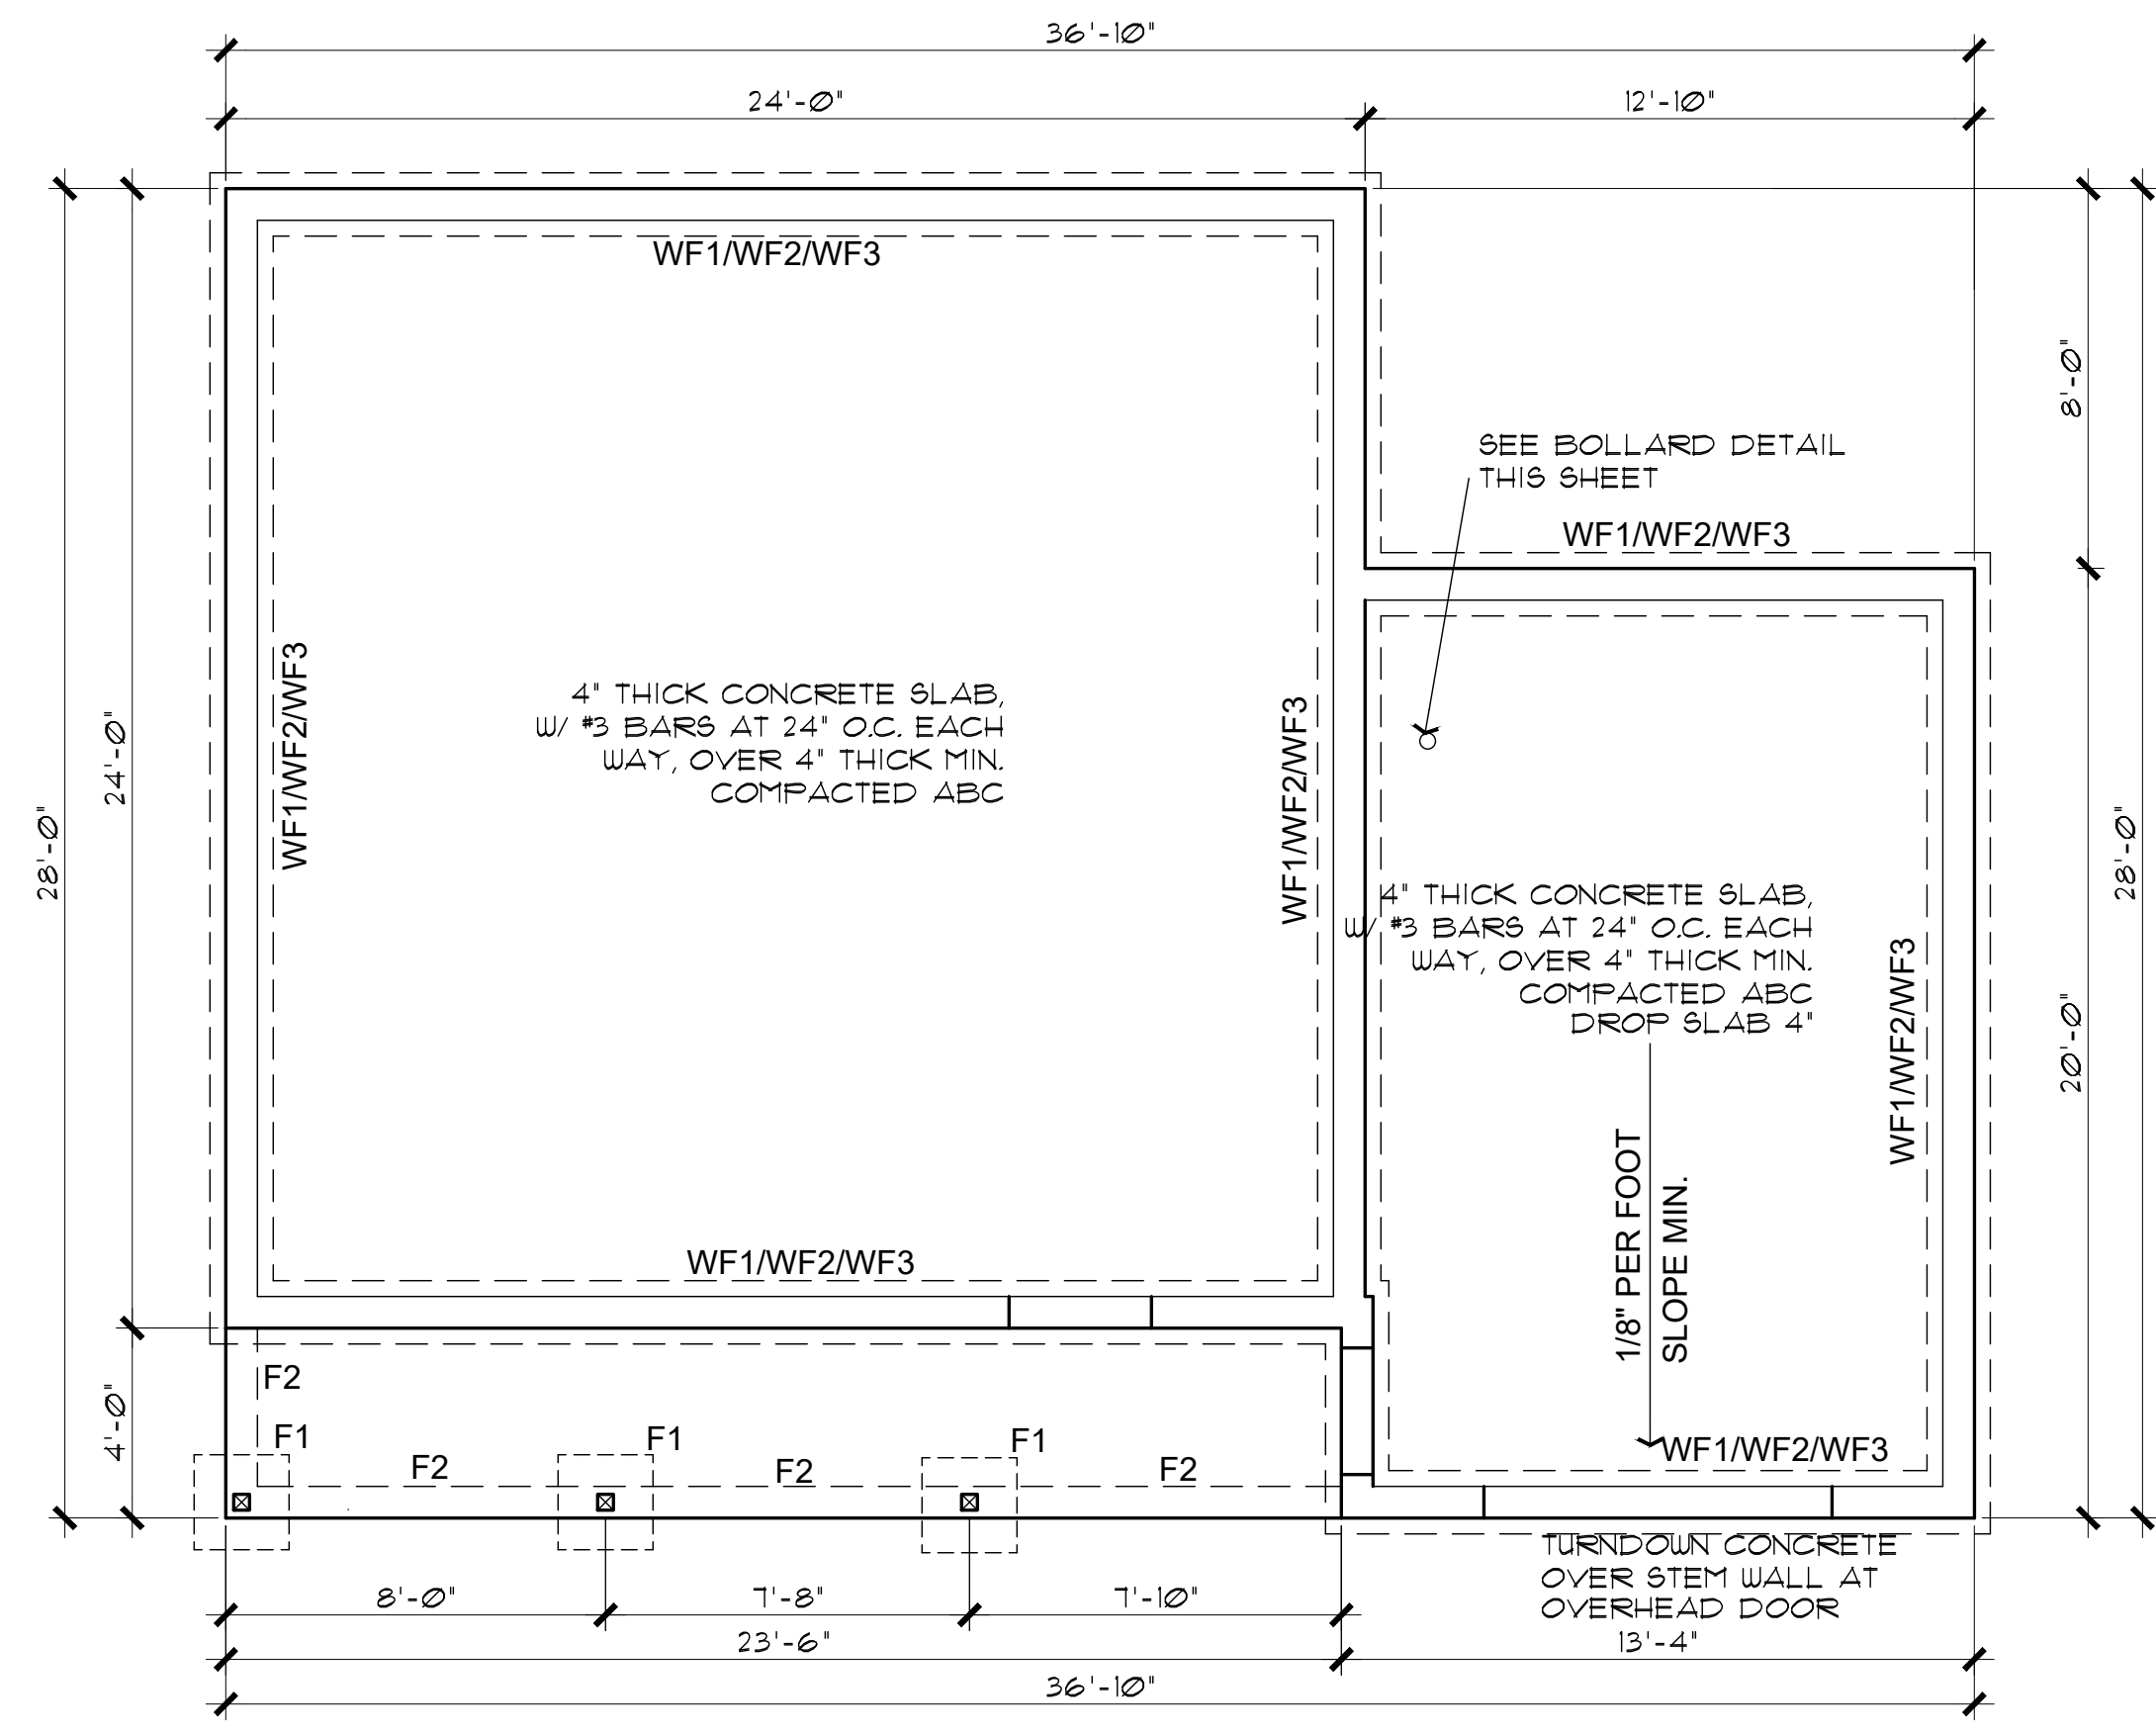 36'-10"
24'-0"
12'-10"
WF1/WF2/WF3
8'-0"
SEE BOLLARD DETAIL
THIS SHEET
WF1/WF2/WF3
WF1/WF2/WF3
4" THICK CONCRETE SLAB,
W/ #3 BARS AT 24" O.C. EACH
WAY, OVER 4" THICK MIN.
COMPACTED ABC
WF1/WF2/WF3
24'-0"
28'-0"
28'-0"
4" THICK CONCRETE SLAB,
W/ #3 BARS AT 24" O.C. EACH
WAY, OVER 4" THICK MIN.
COMPACTED ABC
DROP SLAB 4"
WF1/WF2/WF3
20'-0"
1/8" PER FOOT
SLOPE MIN.
WF1/WF2/WF3
F2
4'-0"
F1
F1
F1
F2
F2
F2
WF1/WF2/WF3
TURNDOWN CONCRETE
OVER STEM WALL AT
OVERHEAD DOOR
8'-0"
7'-8"
7'-10"
23'-6"
13'-4"
36'-10"